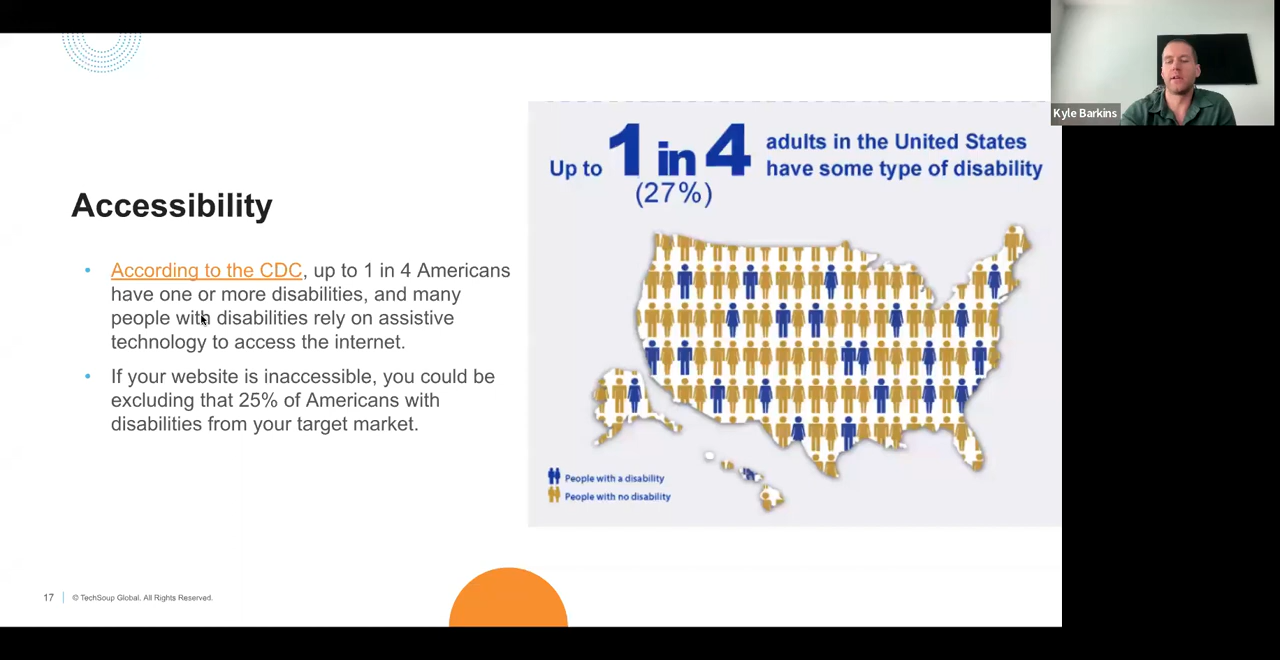 Accessibility
According to the CDC, up to 1 in 4 Americans
have one or more disabilities, and many
people with disabilities rely on assistive
technology to access the internet.
If your website is inaccessible, you could be
excluding that 25% of Americans with
disabilities from your target market.
Up to 1 in 4
(27%)
adults in the United States
have some type of disability
People with a disability
People with no disability
17
© TechSoup Global. All Rights Reserved.
Kyle Barkins